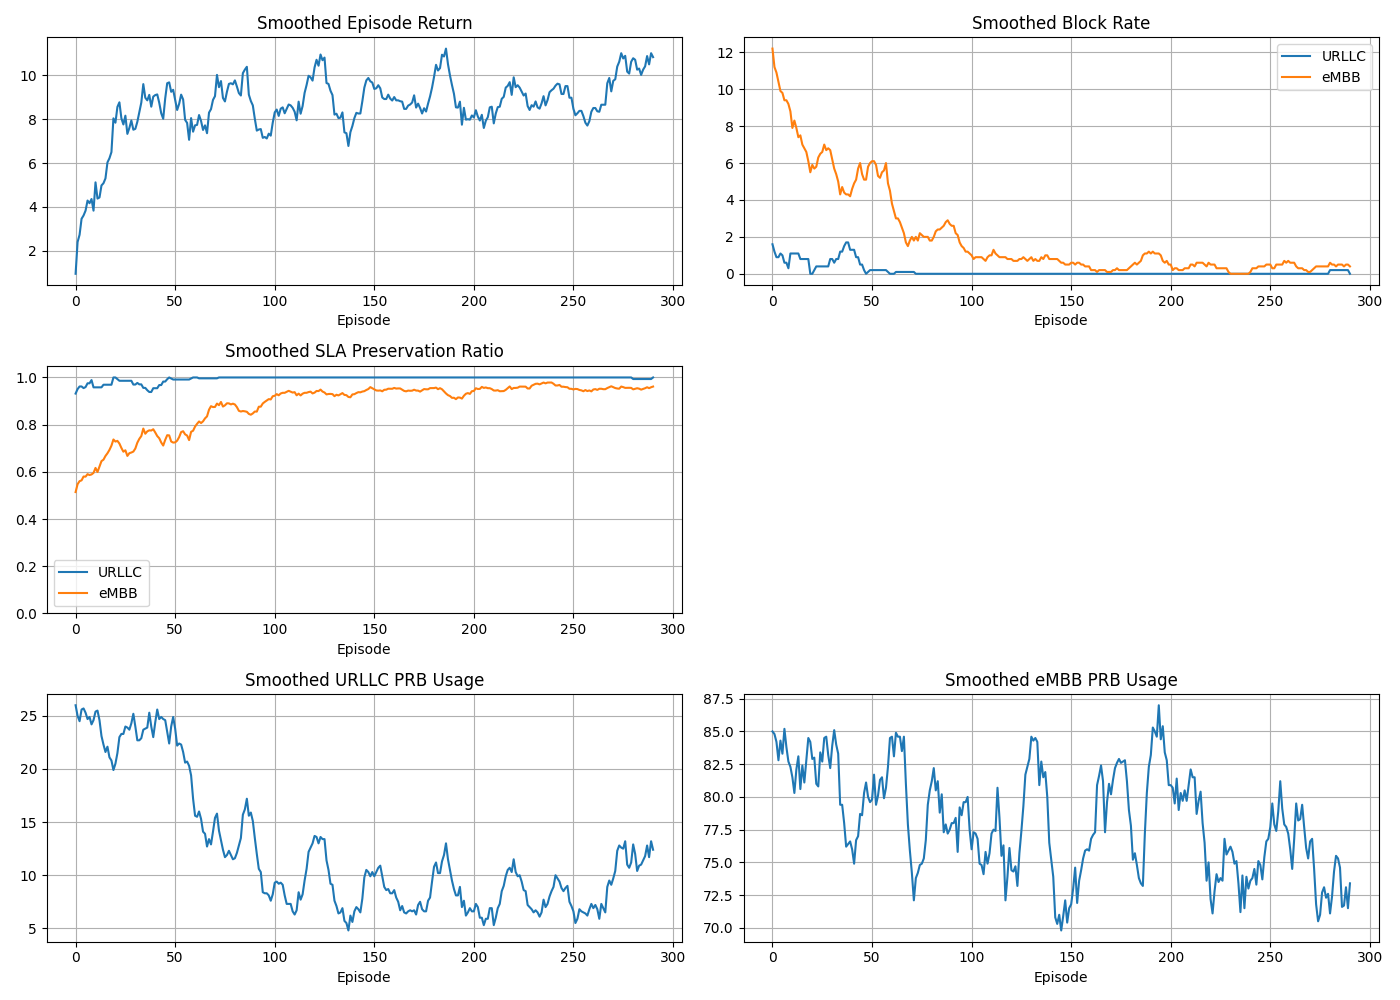 Smoothed Episode Return
10
8
6
4
2
0 50 100 150 200 250 300
Episode
Smoothed Block Rate
12
10
8
6
4
2
0
URLLC
eMBB
0 50 100 150 200 250 300
Episode
Smoothed SLA Preservation Ratio
1.0
0.8
0.6
0.4
0.2
0.0
URLLC
eMBB
0 50 100 150 200 250 300
Episode
Smoothed URLLC PRB Usage
25
20
15
10
5
0 50 100 150 200 250 300
Episode
Smoothed eMBB PRB Usage
87.5
85.0
82.5
80.0
77.5
75.0
72.5
70.0
0 50 100 150 200 250 300
Episode